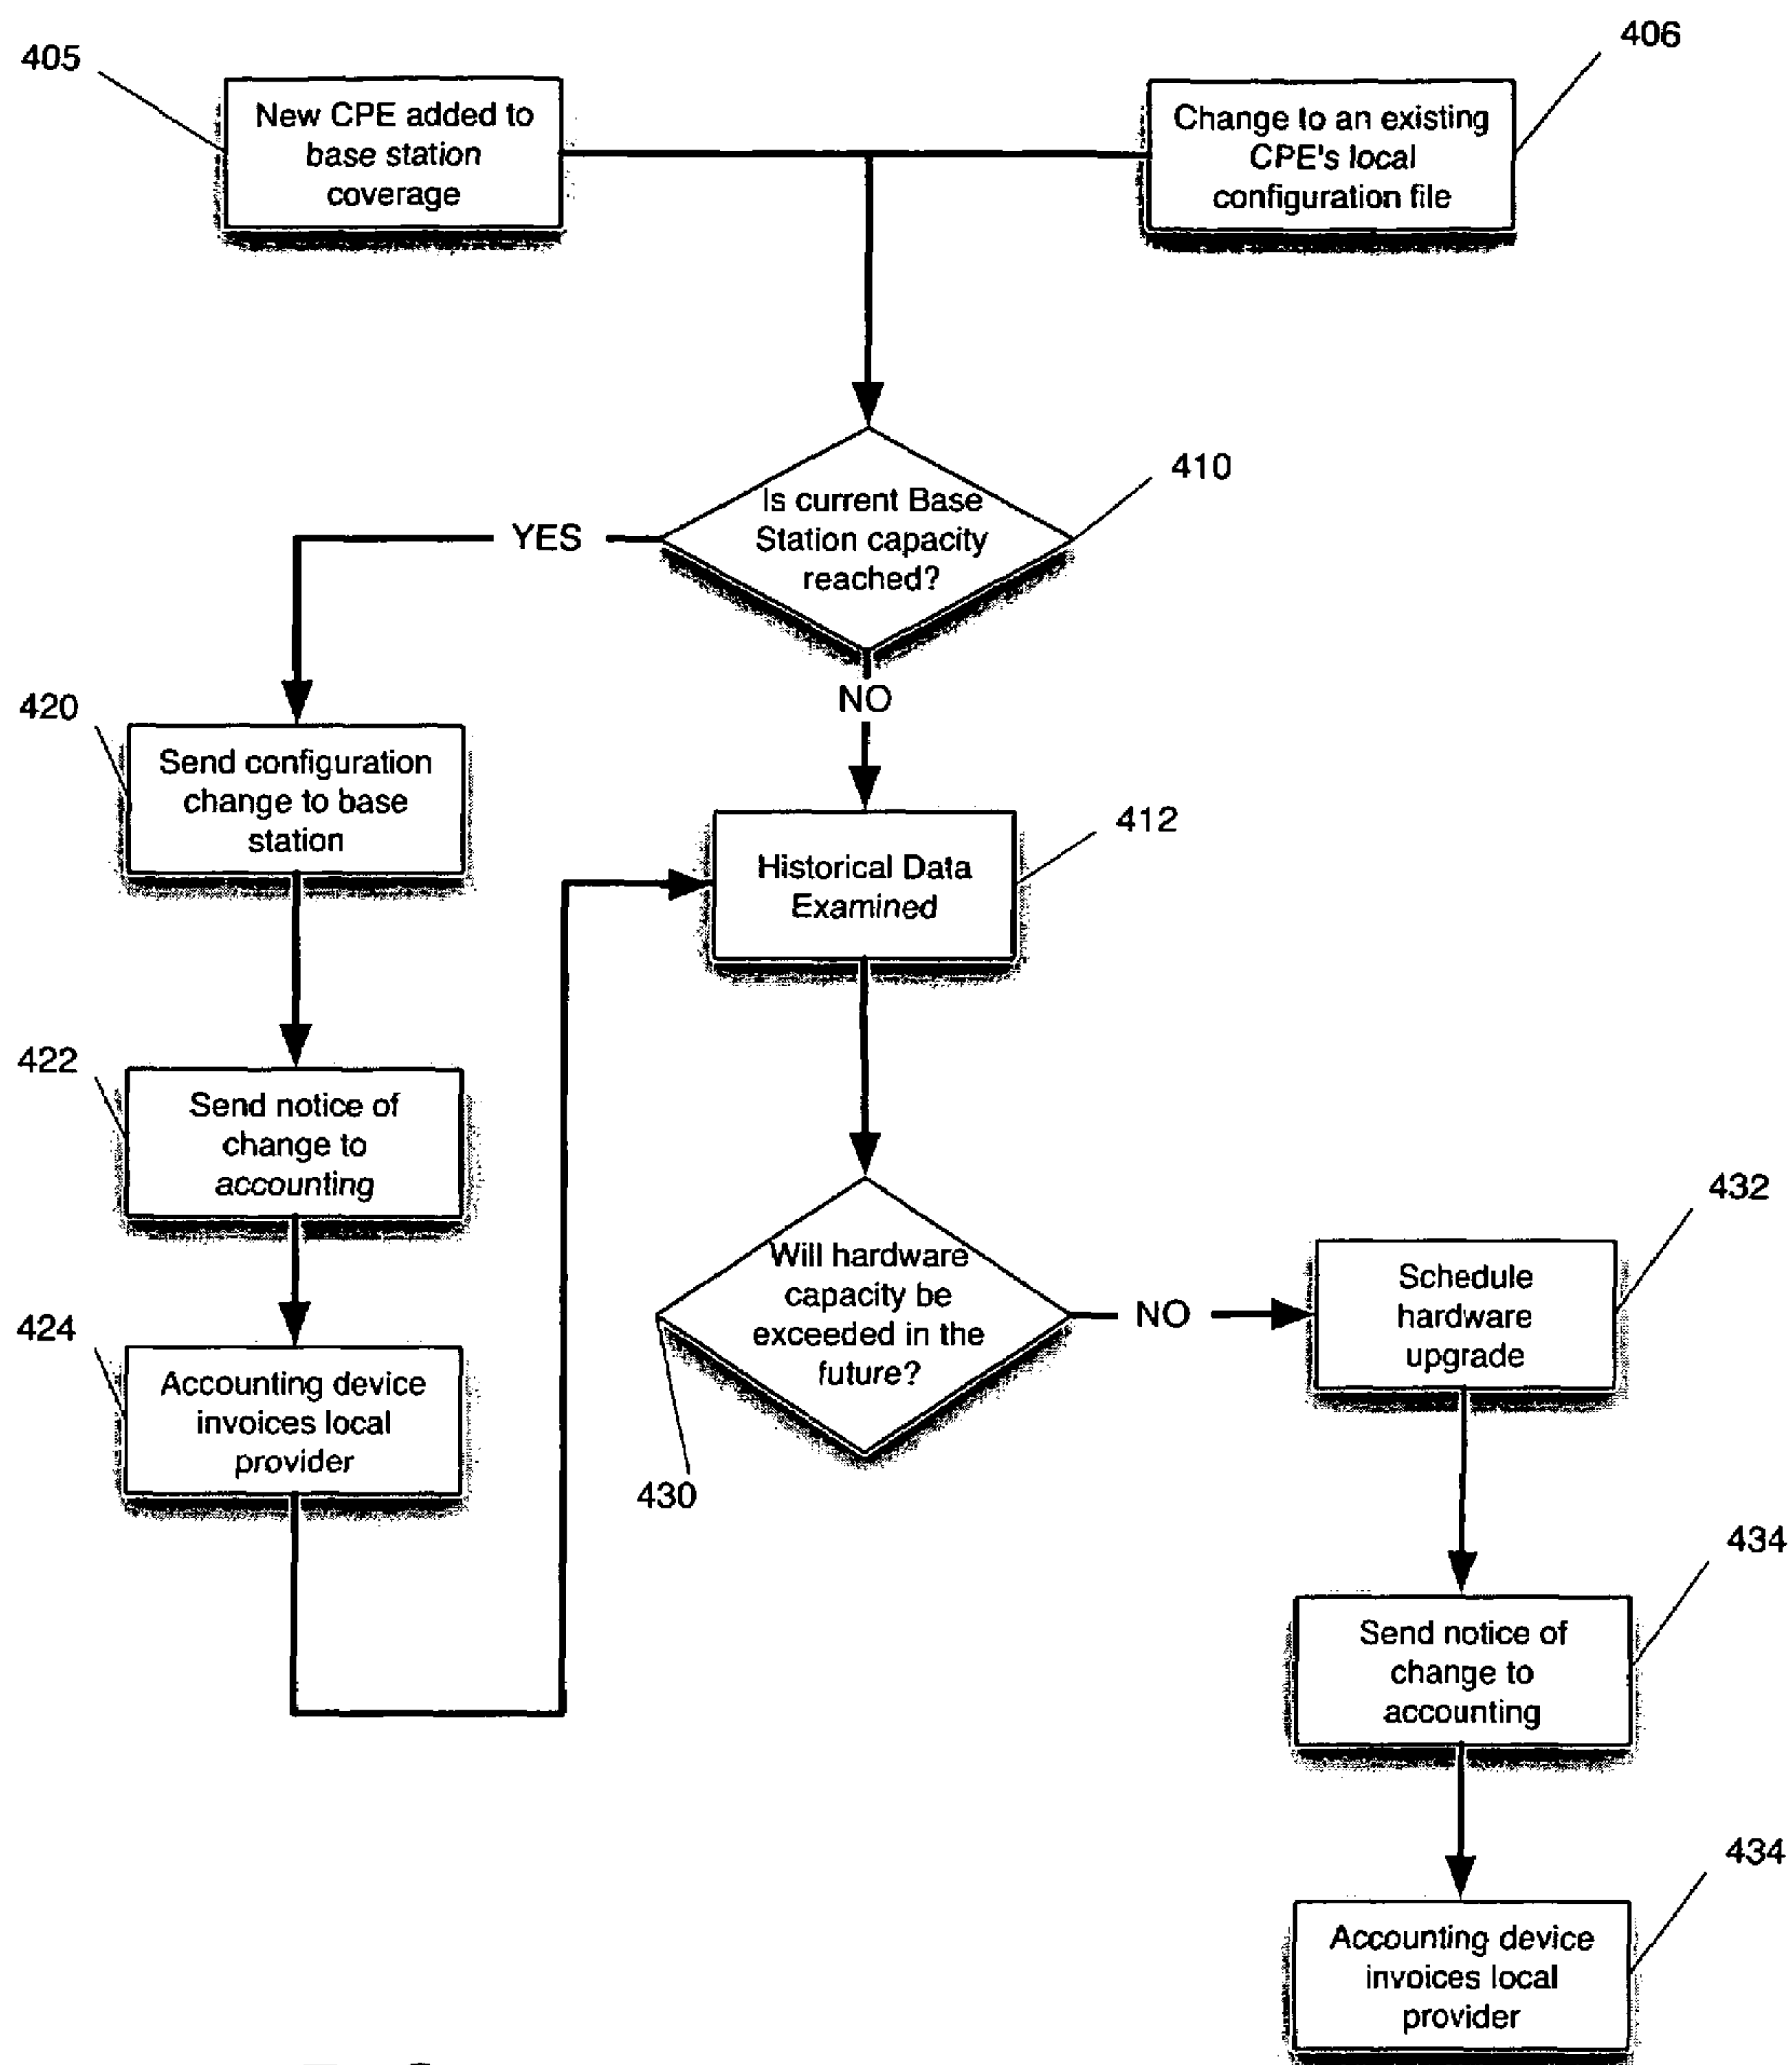 405
New CPE added to
base station
coverage
406
Change to an existing
CPE's local
configuration file
410
Is current Base
Station capacity
reached?
YES
NO
420
Send configuration
change to base
station
412
Historical Data
Examined
422
Send notice of
change to
accounting
424
Accounting device
invoices local
provider
Will hardware
capacity be
exceeded in the
future?
430
NO
432
Schedule
hardware
upgrade
434
Send notice of
change to
accounting
434
Accounting device
invoices local
provider